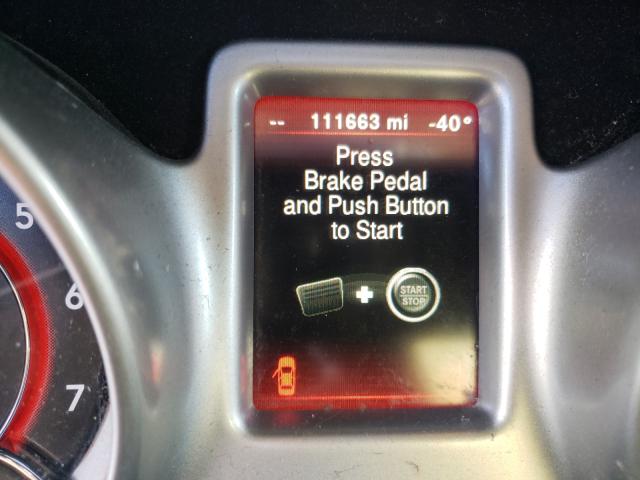 -- 111663 mi -40°
Press
Brake Pedal
and Push Button
to Start
START
STOP
5
6
7